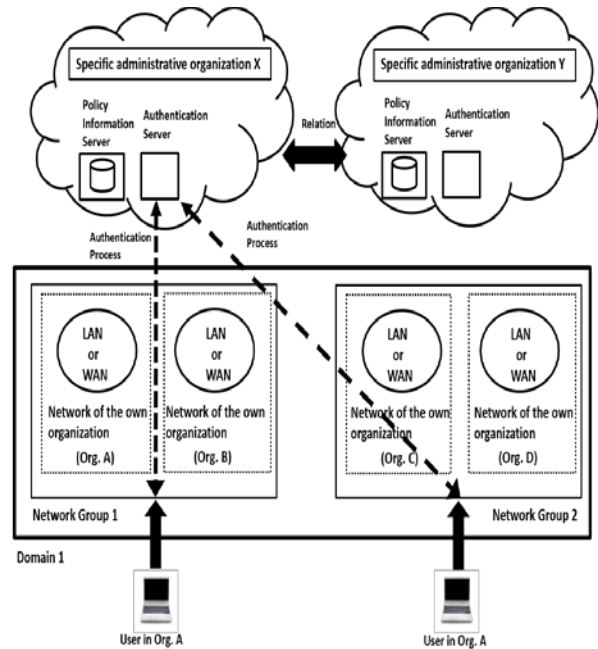 Specific administrative organization X
Policy
Information
Server
Authentication
Server
Relation
Specific administrative organization Y
Policy
Information
Server
Authentication
Server
Authentication
Process
Authentication
Process
LAN
or
WAN
Network of the own
organization
(Org. A)
LAN
or
WAN
Network of the own
organization
(Org. B)
LAN
or
WAN
Network of the own
organization
(Org. C)
LAN
or
WAN
Network of the own
organization
(Org. D)
Network Group 1
Network Group 2
Domain 1
User in Org. A
User in Org. A